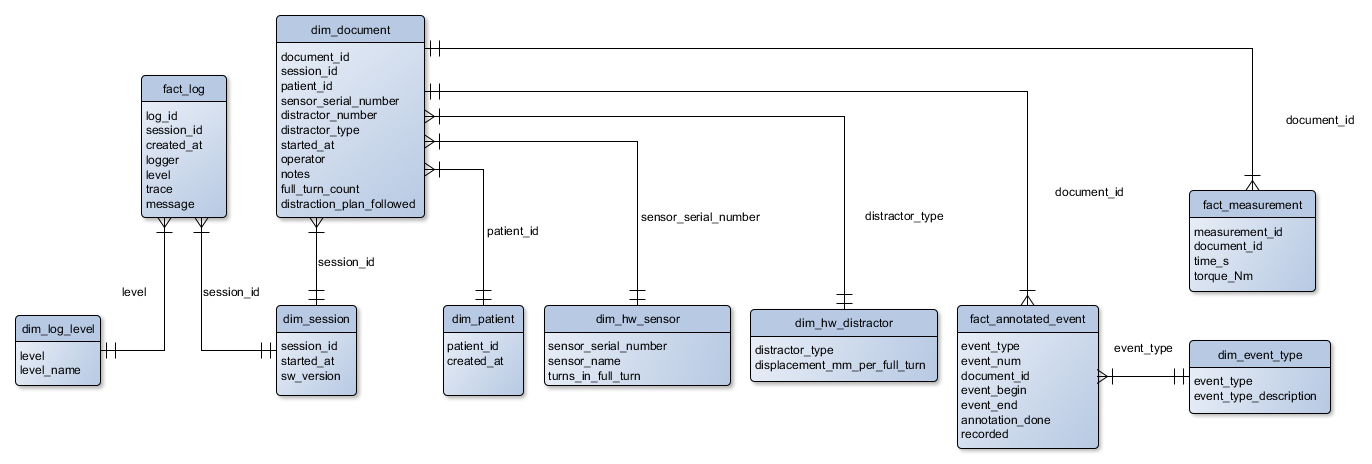 dim_document
document_id
session_id
patient_id
sensor_serial_number
distractor_number
distractor_type
started_at
operator
notes
full_turn_count
distraction_plan_followed
fact_log
log_id
session_id
created_at
logger
level
trace
message
document_id
document_id
fact_measurement
measurement_id
document_id
time_s
torque_Nm
sensor_serial_number
distractor_type
patient_id
session_id
level
session_id
dim_log_level
level
level_name
dim_session
session_id
started_at
sw_version
dim_patient
patient_id
created_at
dim_hw_sensor
sensor_serial_number
sensor_name
turns_in_full_turn
dim_hw_distractor
distractor_type
displacement_mm_per_full_turn
fact_annotated_event
event_type
event_num
document_id
event_begin
event_end
annotation_done
recorded
event_type
dim_event_type
event_type
event_type_description